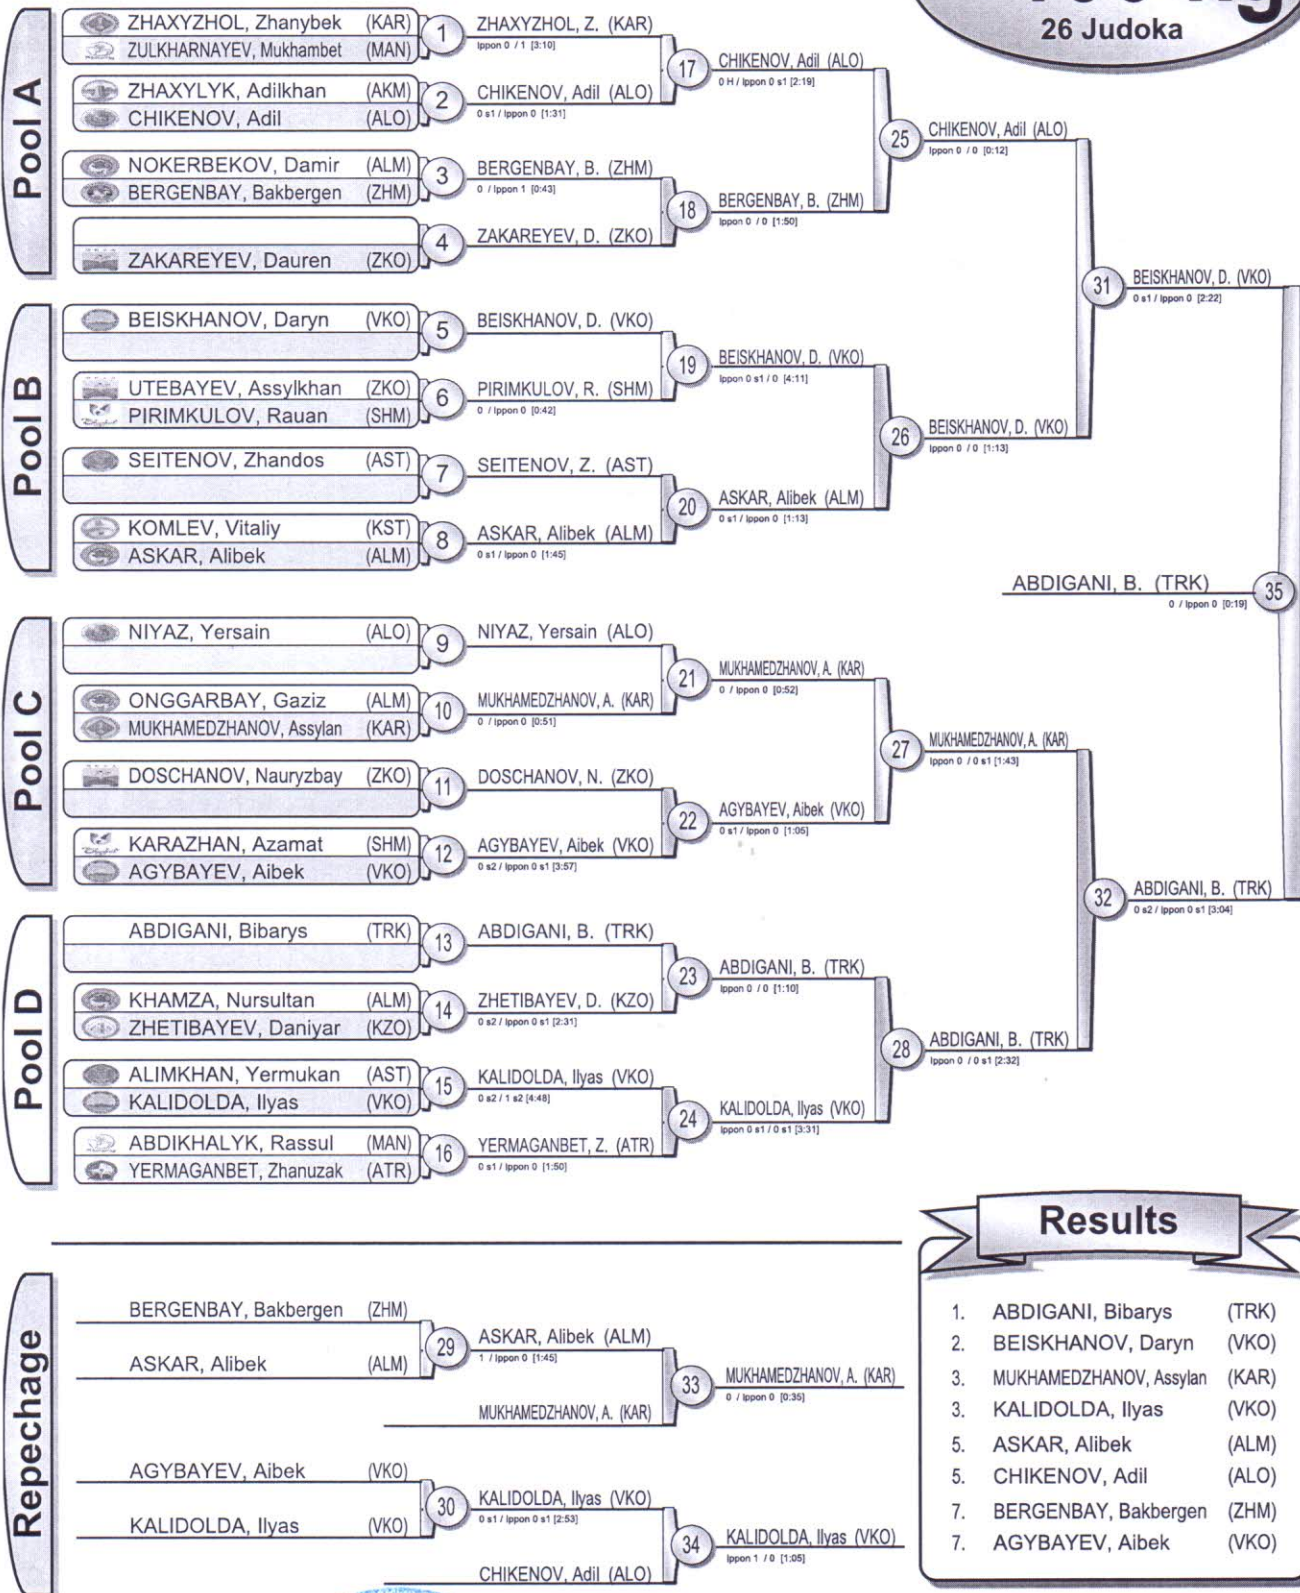 26 Judoka
Pool A
ZHAXYZHOL, Zhanybek (KAR)
ZULKHARNAYEV, Mukhambet (MAN)
1
ZHAXYZHOL, Z. (KAR)
Ippon 0 / 1 [3:10]
ZHAXYLYK, Adilkhan (AKM)
CHIKENOV, Adil (ALO)
2
CHIKENOV, Adil (ALO)
0 s1 / Ippon 0 [1:31]
17
CHIKENOV, Adil (ALO)
0 H / Ippon 0 s1 [2:19]
NOKERBEKOV, Damir (ALM)
BERGENBAY, Bakbergen (ZHM)
3
BERGENBAY, B. (ZHM)
0 / Ippon 1 [0:43]
ZAKAREYEV, Dauren (ZKO)
4
ZAKAREYEV, D. (ZKO)
18
BERGENBAY, B. (ZHM)
Ippon 0 / 0 [1:50]
25
CHIKENOV, Adil (ALO)
Ippon 0 / 0 [0:12]
Pool B
BEISKHANOV, Daryn (VKO)
5
BEISKHANOV, D. (VKO)
UTEBAYEV, Assylkhan (ZKO)
PIRIMKULOV, Rauan (SHM)
6
PIRIMKULOV, R. (SHM)
0 / Ippon 0 [0:42]
19
BEISKHANOV, D. (VKO)
Ippon 0 s1 / 0 [4:11]
SEITENOV, Zhandos (AST)
7
SEITENOV, Z. (AST)
KOMLEV, Vitaliy (KST)
ASKAR, Alibek (ALM)
8
ASKAR, Alibek (ALM)
0 s1 / Ippon 0 [1:45]
20
ASKAR, Alibek (ALM)
0 s1 / Ippon 0 [1:13]
26
BEISKHANOV, D. (VKO)
Ippon 0 / 0 [1:13]
31
BEISKHANOV, D. (VKO)
0 s1 / Ippon 0 [2:22]
ABDIGANI, B. (TRK)
0 / Ippon 0 [0:19]
35
Pool C
NIYAZ, Yersain (ALO)
9
NIYAZ, Yersain (ALO)
ONGGARBAY, Gaziz (ALM)
MUKHAMEDZHANOV, Assylan (KAR)
10
MUKHAMEDZHANOV, A. (KAR)
0 / Ippon 0 [0:51]
21
MUKHAMEDZHANOV, A. (KAR)
0 / Ippon 0 [0:52]
DOSCHANOV, Nauryzbay (ZKO)
11
DOSCHANOV, N. (ZKO)
KARAZHAN, Azamat (SHM)
AGYBAYEV, Aibek (VKO)
12
AGYBAYEV, Aibek (VKO)
0 s2 / Ippon 0 s1 [3:57]
22
AGYBAYEV, Aibek (VKO)
0 s1 / Ippon 0 [1:05]
27
MUKHAMEDZHANOV, A. (KAR)
Ippon 0 / 0 s1 [1:43]
Pool D
ABDIGANI, Bibarys (TRK)
13
ABDIGANI, B. (TRK)
KHAMZA, Nursultan (ALM)
ZHETIBAYEV, Daniyar (KZO)
14
ZHETIBAYEV, D. (KZO)
0 s2 / Ippon 0 s1 [2:31]
23
ABDIGANI, B. (TRK)
Ippon 0 / 0 [1:10]
ALIMKHAN, Yermukan (AST)
KALIDOLDA, Ilyas (VKO)
15
KALIDOLDA, Ilyas (VKO)
0 s2 / 1 s2 [4:48]
ABDIKHALYK, Rassul (MAN)
YERMAGANBET, Zhanuzak (ATR)
16
YERMAGANBET, Z. (ATR)
0 s1 / Ippon 0 [1:50]
24
KALIDOLDA, Ilyas (VKO)
Ippon 0 s1 / 0 s1 [3:31]
28
ABDIGANI, B. (TRK)
Ippon 0 / 0 s1 [2:32]
32
ABDIGANI, B. (TRK)
0 s2 / Ippon 0 s1 [3:04]
Repechage
BERGENBAY, Bakbergen (ZHM)
ASKAR, Alibek (ALM)
29
ASKAR, Alibek (ALM)
1 / Ippon 0 [1:45]
MUKHAMEDZHANOV, A. (KAR)
33
MUKHAMEDZHANOV, A. (KAR)
0 / Ippon 0 [0:35]
AGYBAYEV, Aibek (VKO)
KALIDOLDA, Ilyas (VKO)
30
KALIDOLDA, Ilyas (VKO)
0 s1 / Ippon 0 s1 [2:53]
CHIKENOV, Adil (ALO)
34
KALIDOLDA, Ilyas (VKO)
Ippon 1 / 0 [1:05]
Results
1. ABDIGANI, Bibarys (TRK)
2. BEISKHANOV, Daryn (VKO)
3. MUKHAMEDZHANOV, Assylan (KAR)
3. KALIDOLDA, Ilyas (VKO)
5. ASKAR, Alibek (ALM)
5. CHIKENOV, Adil (ALO)
7. BERGENBAY, Bakbergen (ZHM)
7. AGYBAYEV, Aibek (VKO)